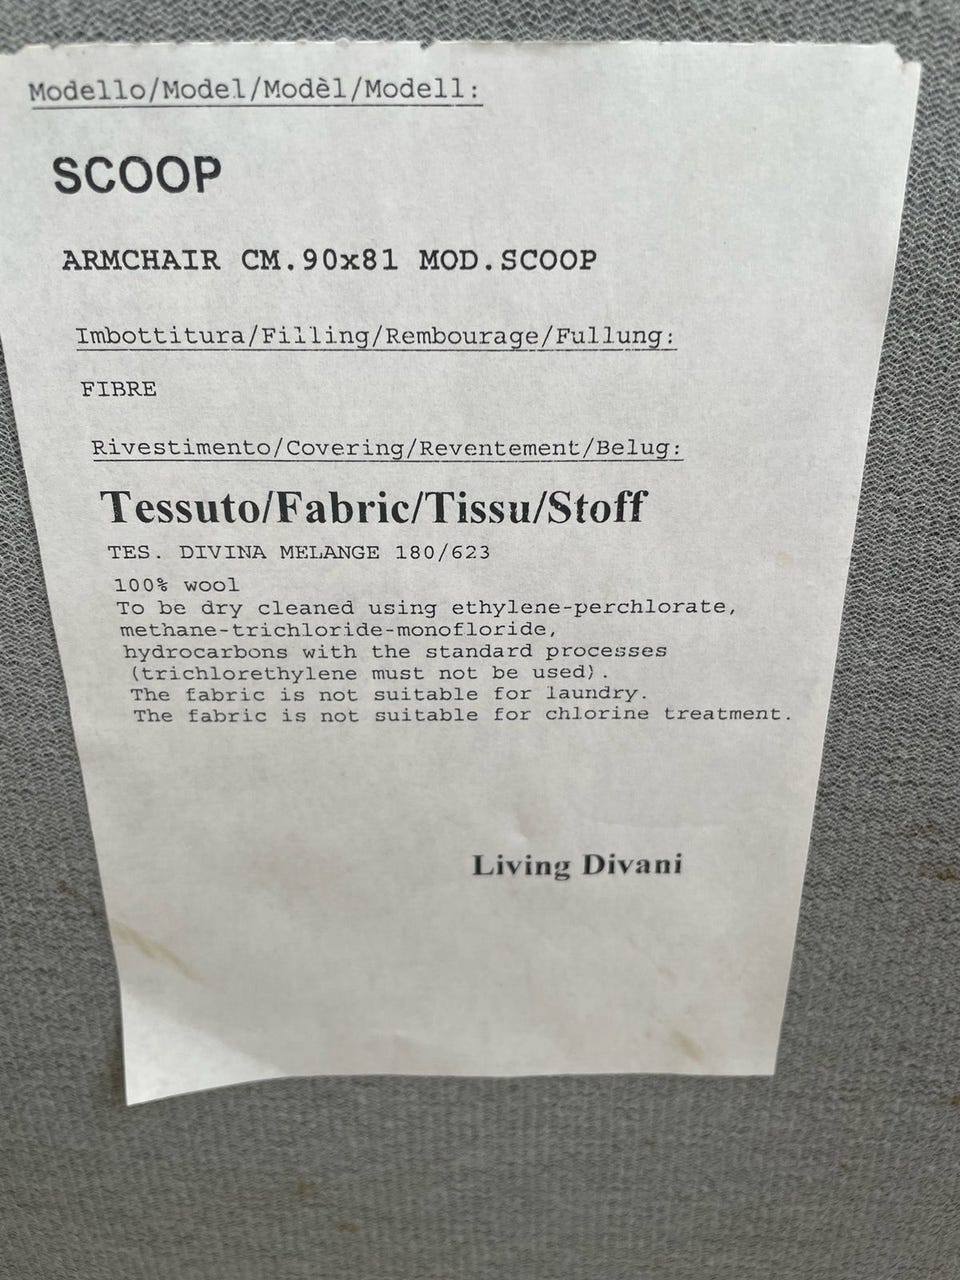 Modello/Model/Modèl/Modell:
SCOOP
ARMCHAIR CM.90x81 MOD.SCOOP
Imbottitura/Filling/Rembourage/Fullung:
FIBRE
Rivestimento/Covering/Reventement/Belug:
Tessuto/Fabric/Tissu/Stoff
TES. DIVINA MELANGE 180/623
100% wool
To be dry cleaned using ethylene-perchlorate,
methane-trichloride-monofloride,
hydrocarbons with the standard processes
(trichlorethylene must not be used).
The fabric is not suitable for laundry.
The fabric is not suitable for chlorine treatment.
Living Divani